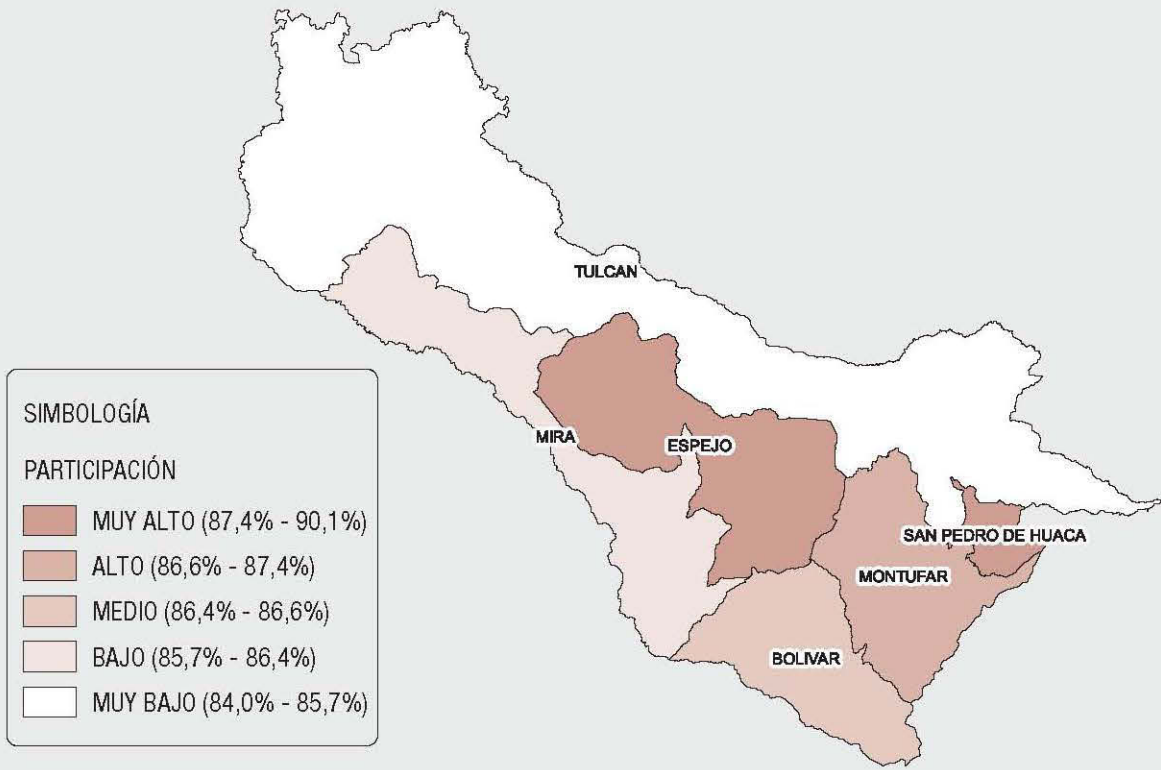 TULCAN
MIRA
ESPEJO
SAN PEDRO DE HUACA
MONTUFAR
BOLIVAR
SIMBOLOGÍA
PARTICIPACIÓN
MUY ALTO (87,4% - 90,1%)
ALTO (86,6% - 87,4%)
MEDIO (86,4% - 86,6%)
BAJO (85,7% - 86,4%)
MUY BAJO (84,0% - 85,7%)